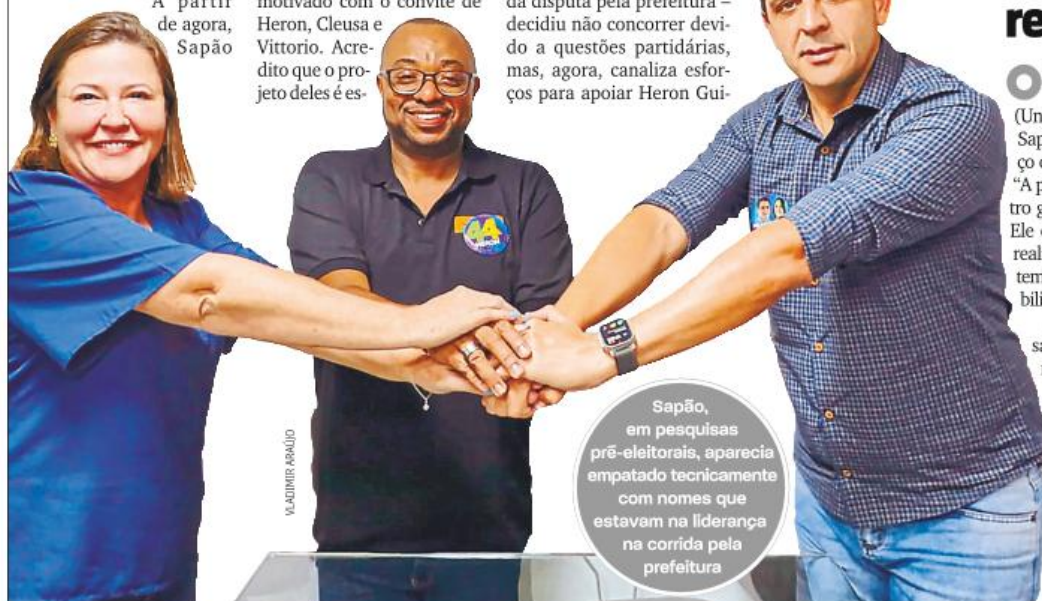 A partir
de agora,
Sapão
motivado com o convite de
Heron, Cleusa e
Vittorio. Acre-
dito que o pro-
jeto deles é es-
da disputa pela prefeitura –
decidiu não concorrer devi-
do a questões partidárias,
mas, agora, canaliza esfor-
ços para apoiar Heron Gui-
re
O
(Un
Sap
ço d
“A p
tro g
Ele
real
tem
bili
sa
44
VLADIMIR ARAÚJO
Sapão,
em pesquisas
pré-eleitorais, aparecia
empatado tecnicamente
com nomes que
estavam na liderança
na corrida pela
prefeitura